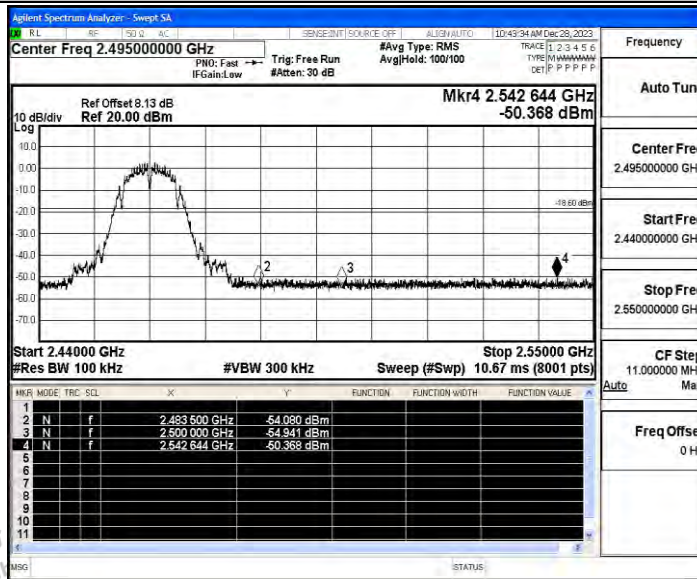 Agilent Spectrum Analyzer - Swept SA
RL RF 50 Ω AC SENSE:INT SOURCE OFF ALIGN AUTO 10:43:34 AM Dec 28, 2023
Center Freq 2.495000000 GHz
PNO: Fast
IFGain:Low
Trig: Free Run
#Atten: 30 dB
#Avg Type: RMS
Avg|Hold: 100/100
TRACE 1 2 3 4 5 6
TYPE M WWWWW
DET P P P P P P
Ref Offset 8.13 dB
10 dB/div Ref 20.00 dBm
Log
Mkr4 2.542 644 GHz
-50.368 dBm
10.0
0.00
-10.0
-20.0
-30.0
-40.0
-50.0
-60.0
-70.0
-18.60 dBm
2
3
4
Start 2.44000 GHz Stop 2.55000 GHz
#Res BW 100 kHz #VBW 300 kHz Sweep (#Swp) 10.67 ms (8001 pts)
MKR MODE TRC SCL X Y FUNCTION FUNCTION WIDTH FUNCTION VALUE
1
2 N f 2.483 500 GHz -54.080 dBm
3 N f 2.500 000 GHz -54.941 dBm
4 N f 2.542 644 GHz -50.368 dBm
5
6
7
8
9
10
11
MSG STATUS
Frequency
Auto Tun
Center Fre
2.495000000 GH
Start Fre
2.440000000 GH
Stop Fre
2.550000000 GH
CF Step
11.000000 MH
Auto Ma
Freq Offse
0 H